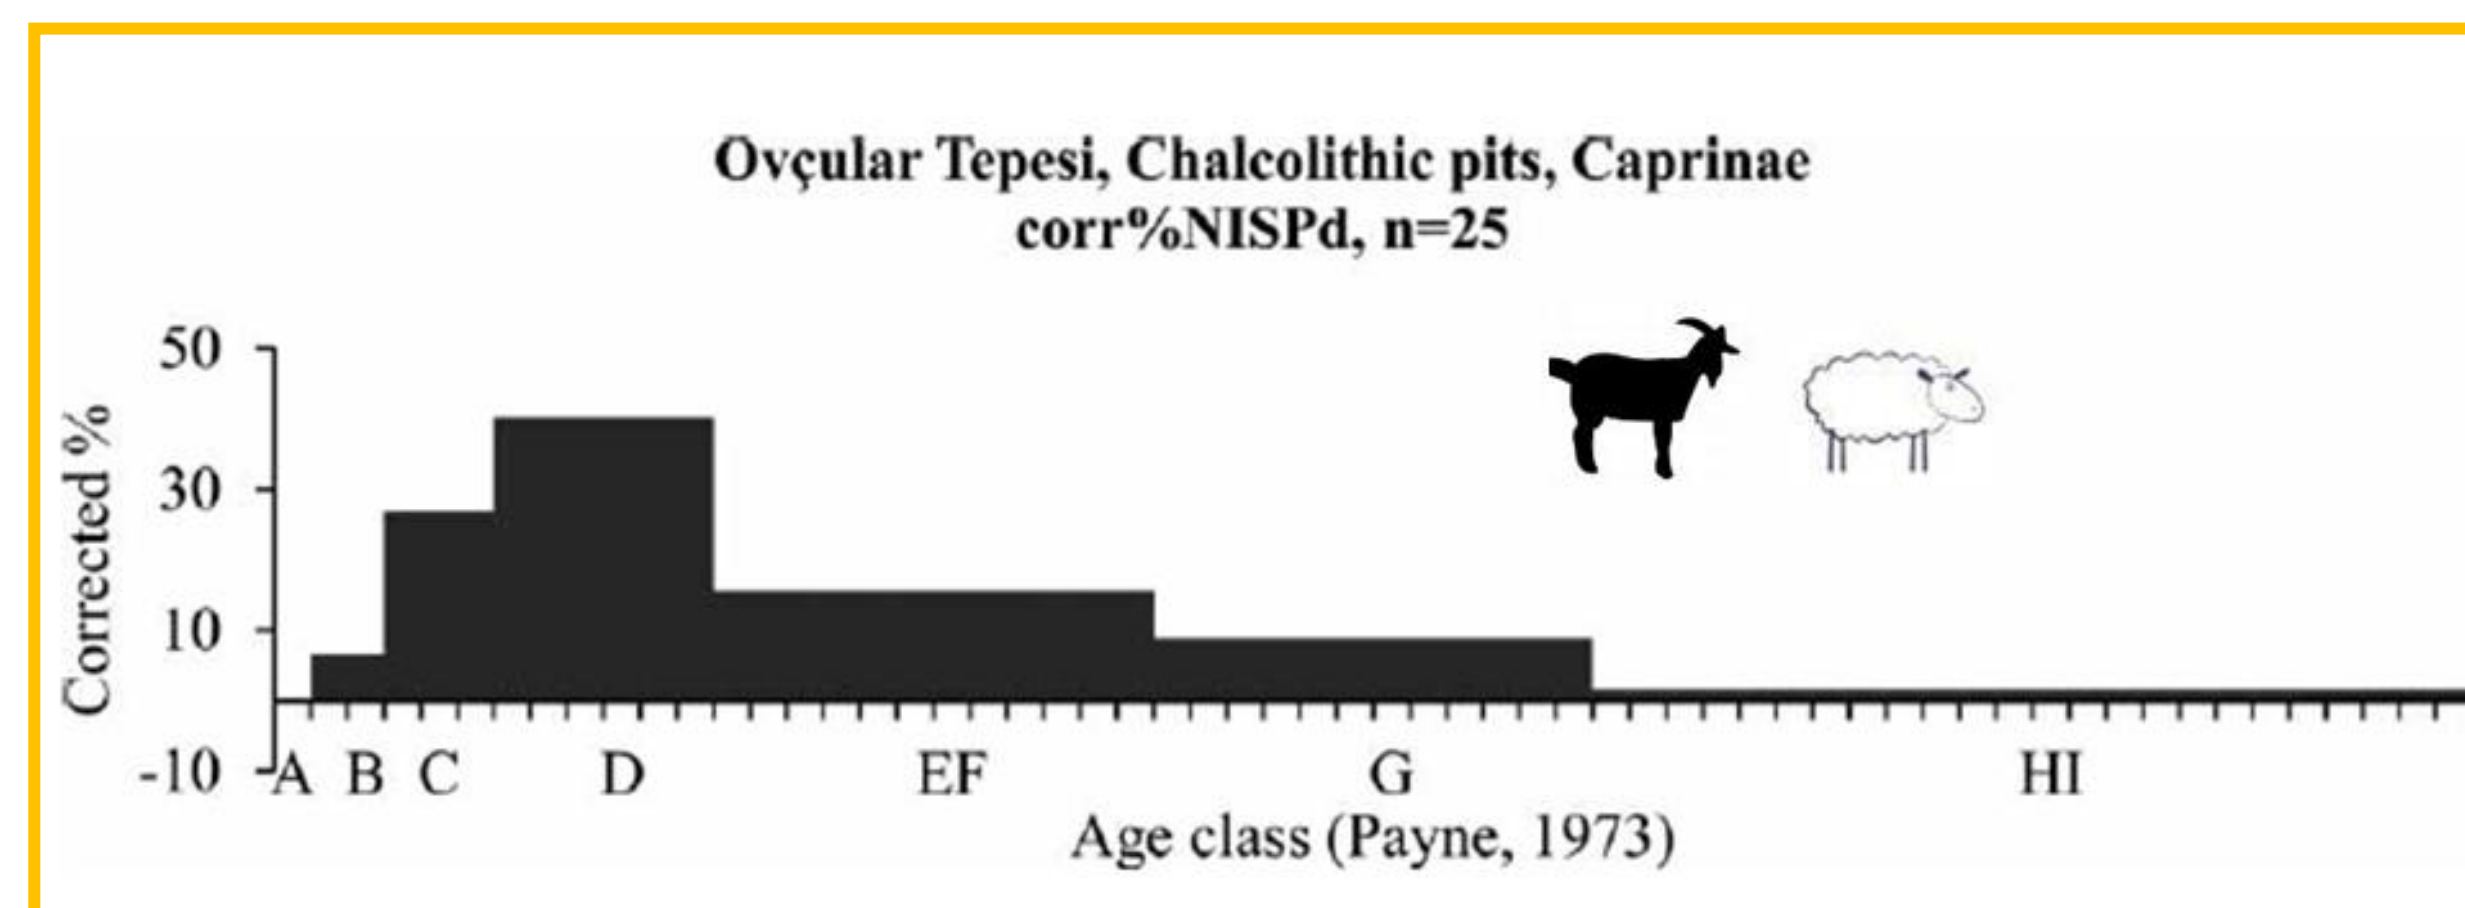 Ovçular Tepesi, Chalcolithic pits, Caprinae
corr%NISPd, n=25
Corrected %
50
30
10
-10
A B C D EF G HI
Age class (Payne, 1973)